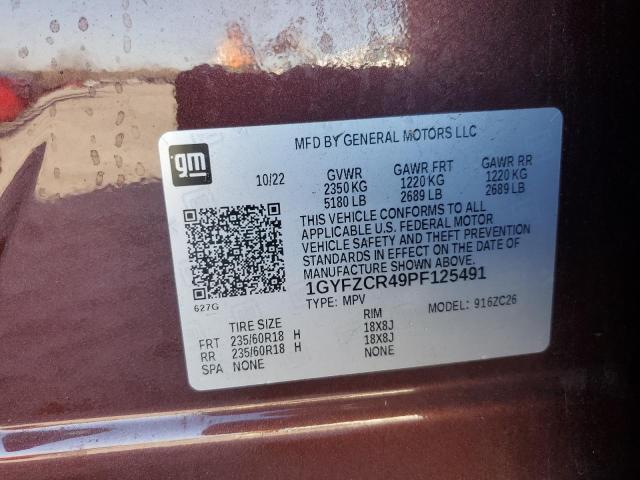 MFD BY GENERAL MOTORS LLC
gm
10/22
GVWR GAWR FRT GAWR RR
2350 KG 1220 KG 1220 KG
5180 LB 2689 LB 2689 LB
THIS VEHICLE CONFORMS TO ALL
APPLICABLE U.S. FEDERAL MOTOR
VEHICLE SAFETY AND THEFT PREVENTION
STANDARDS IN EFFECT ON THE DATE OF
MANUFACTURE SHOWN ABOVE.
1GYFZCR49PF125491
627G
TYPE: MPV MODEL: 916ZC26
TIRE SIZE RIM
FRT 235/60R18 H 18X8J
RR 235/60R18 H 18X8J
SPA NONE NONE